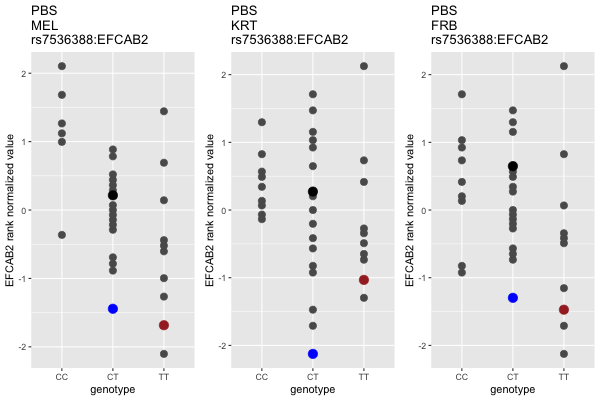 PBS
MEL
rs7536388:EFCAB2
EFCAB2 rank normalized value
2
1
0
-1
-2
CC
CT
TT
genotype
PBS
KRT
rs7536388:EFCAB2
EFCAB2 rank normalized value
2
1
0
-1
-2
CC
CT
TT
genotype
PBS
FRB
rs7536388:EFCAB2
EFCAB2 rank normalized value
2
1
0
-1
-2
CC
CT
TT
genotype